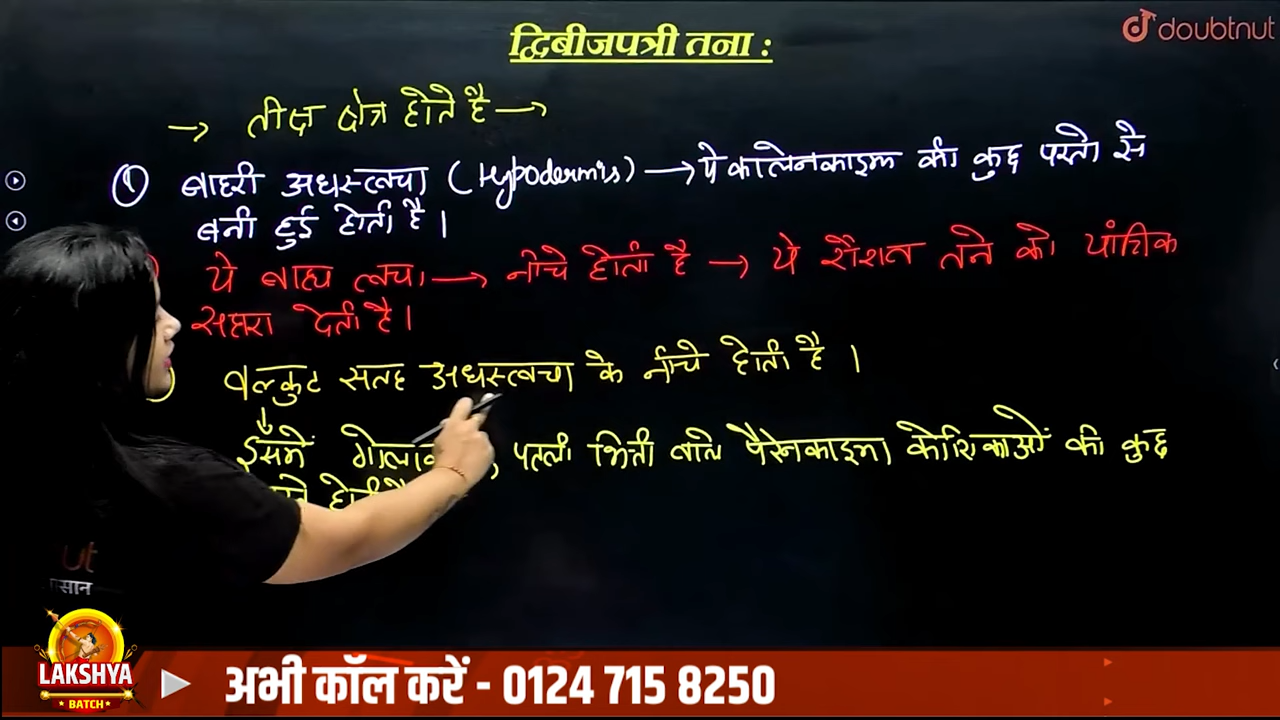 द्विबीजपत्री तना :
doubtnut
→ तीन क्षेत्र होते है →
① बाहरी अधस्त्वचा (Hypodermis) → ये कालेनकाइमा की कुछ परतो से
बनी हुई होती है ।
ये बाह्य त्वचा → नीचे होती है → ये शैशव तने को यांत्रिक
सहारा देती है ।
वल्कुट सतह अधस्त्वचा के नीचे होती है ।
↓
इसमे , पतली भिती वाले पैरेनकाइमा कोशिकाओं की कुछ
होती है
ut
LAKSHYA
BATCH
अभी कॉल करें - 0124 715 8250